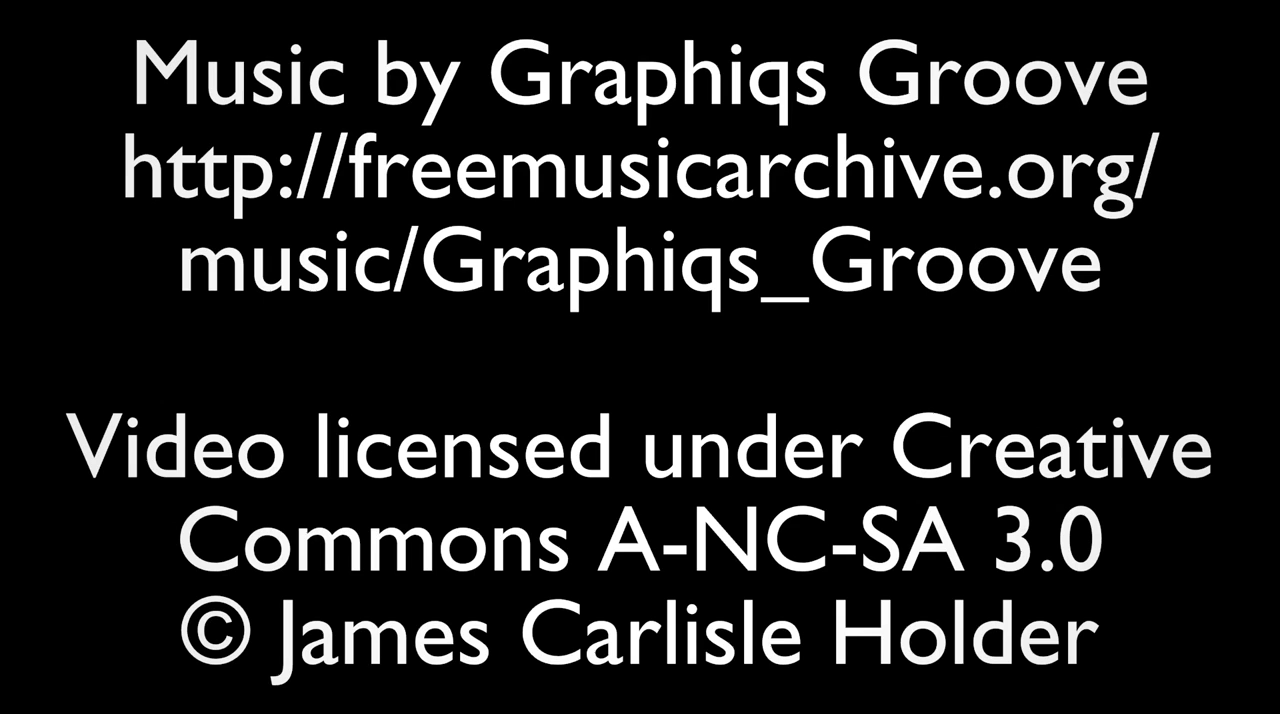 Music by Graphiqs Groove
http://freemusicarchive.org/
music/Graphiqs_Groove
Video licensed under Creative
Commons A-NC-SA 3.0
© James Carlisle Holder